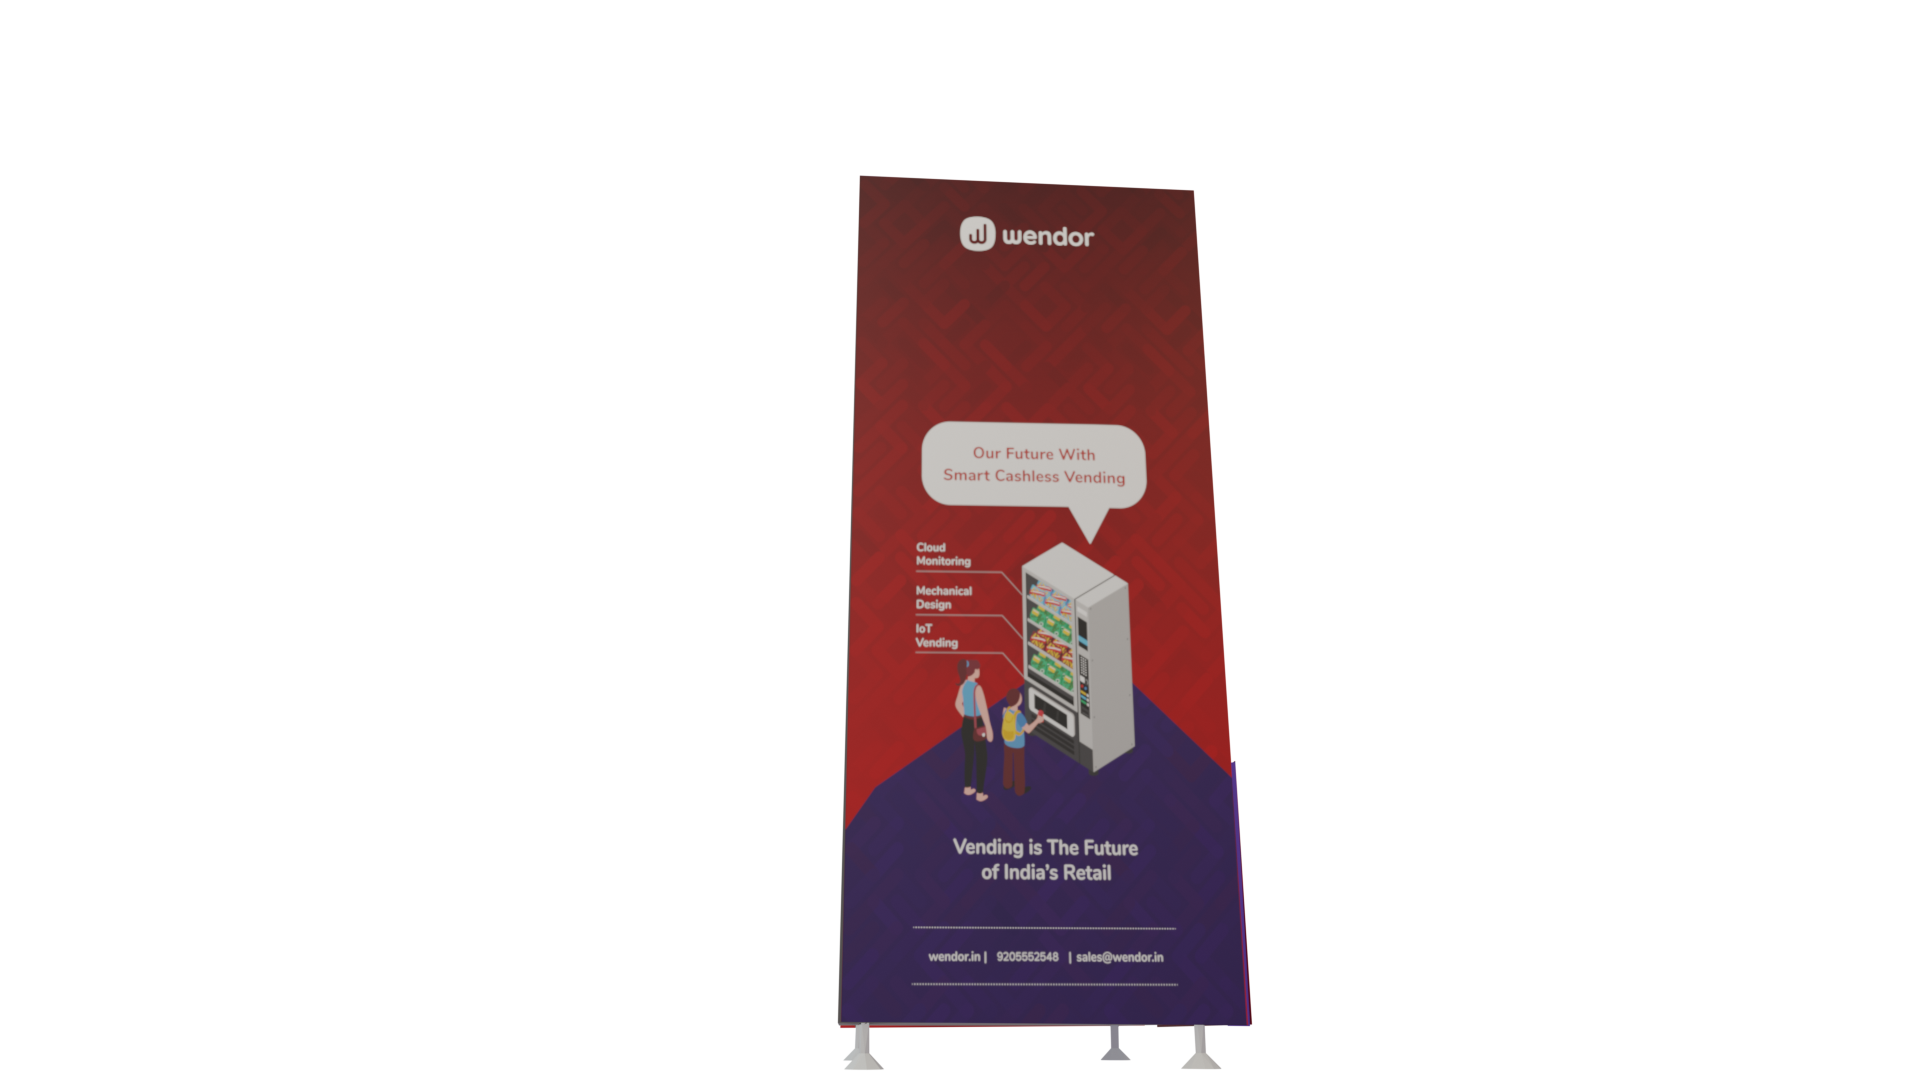 wendor
Our Future With
Smart Cashless Vending
Cloud
Monitoring
Mechanical
Design
IoT
Vending
Vending is The Future
of India's Retail
wendor.in | 9205552548 | sales@wendor.in